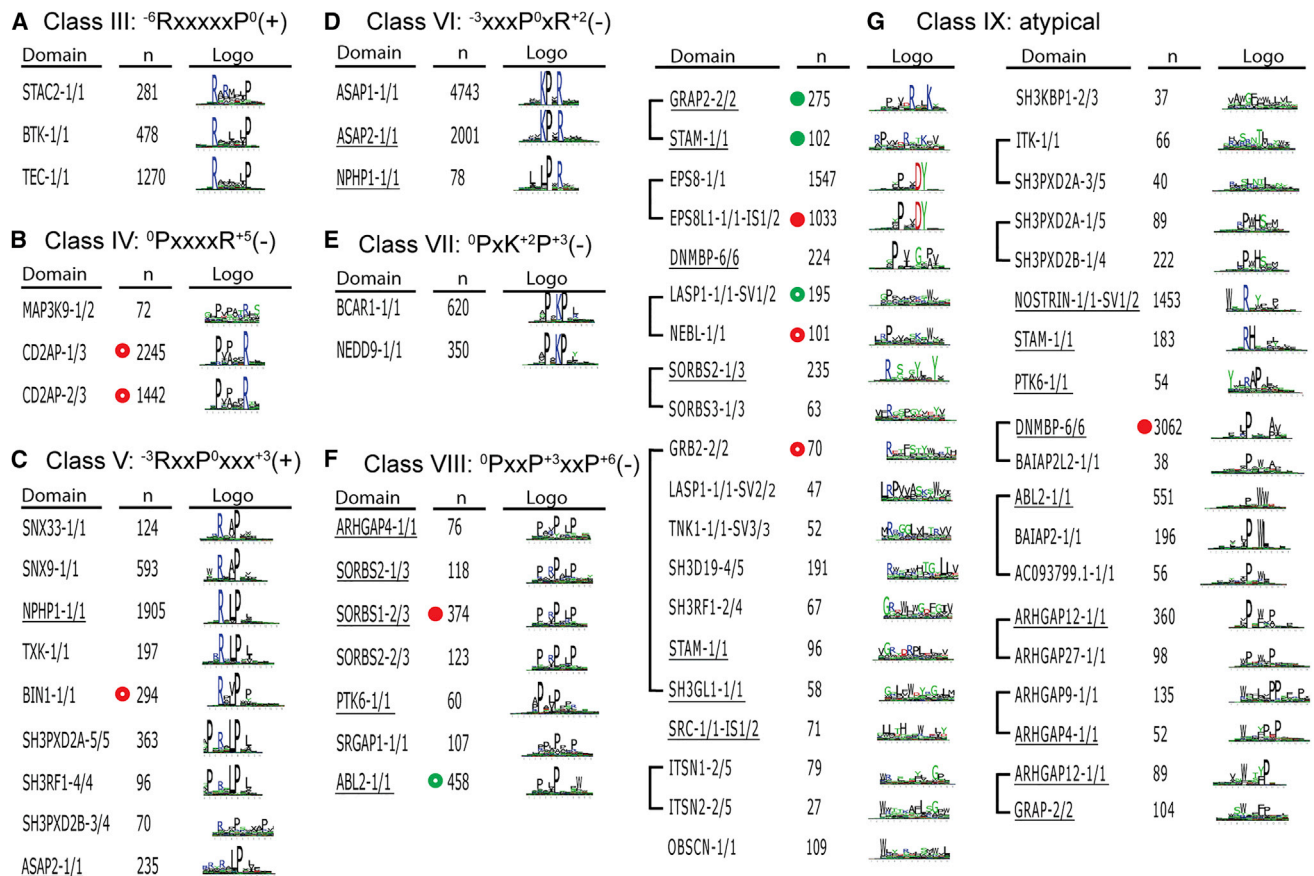 A Class III: -6RxxxxxP0(+)
Domain n Logo
STAC2-1/1 281
BTK-1/1 478
TEC-1/1 1270
B Class IV: 0PxxxxR+5(-)
Domain n Logo
MAP3K9-1/2 72
CD2AP-1/3 2245
CD2AP-2/3 1442
C Class V: -3RxxP0xxx+3(+)
Domain n Logo
SNX33-1/1 124
SNX9-1/1 593
NPHP1-1/1 1905
TXK-1/1 197
BIN1-1/1 294
SH3PXD2A-5/5 363
SH3RF1-4/4 96
SH3PXD2B-3/4 70
ASAP2-1/1 235
D Class VI: -3xxxP0xR+2(-)
Domain n Logo
ASAP1-1/1 4743
ASAP2-1/1 2001
NPHP1-1/1 78
E Class VII: 0PxK+2P+3(-)
Domain n Logo
BCAR1-1/1 620
NEDD9-1/1 350
F Class VIII: 0PxxP+3xxP+6(-)
Domain n Logo
ARHGAP4-1/1 76
SORBS2-1/3 118
SORBS1-2/3 374
SORBS2-2/3 123
PTK6-1/1 60
SRGAP1-1/1 107
ABL2-1/1 458
G Class IX: atypical
Domain n Logo
GRAP2-2/2 275
STAM-1/1 102
EPS8-1/1 1547
EPS8L1-1/1-IS1/2 1033
DNMBP-6/6 224
LASP1-1/1-SV1/2 195
NEBL-1/1 101
SORBS2-1/3 235
SORBS3-1/3 63
GRB2-2/2 70
LASP1-1/1-SV2/2 47
TNK1-1/1-SV3/3 52
SH3D19-4/5 191
SH3RF1-2/4 67
STAM-1/1 96
SH3GL1-1/1 58
SRC-1/1-IS1/2 71
ITSN1-2/5 79
ITSN2-2/5 27
OBSCN-1/1 109
Domain n Logo
SH3KBP1-2/3 37
ITK-1/1 66
SH3PXD2A-3/5 40
SH3PXD2A-1/5 89
SH3PXD2B-1/4 222
NOSTRIN-1/1-SV1/2 1453
STAM-1/1 183
PTK6-1/1 54
DNMBP-6/6 3062
BAIAP2L2-1/1 38
ABL2-1/1 551
BAIAP2-1/1 196
AC093799.1-1/1 56
ARHGAP12-1/1 360
ARHGAP27-1/1 98
ARHGAP9-1/1 135
ARHGAP4-1/1 52
ARHGAP12-1/1 89
GRAP-2/2 104